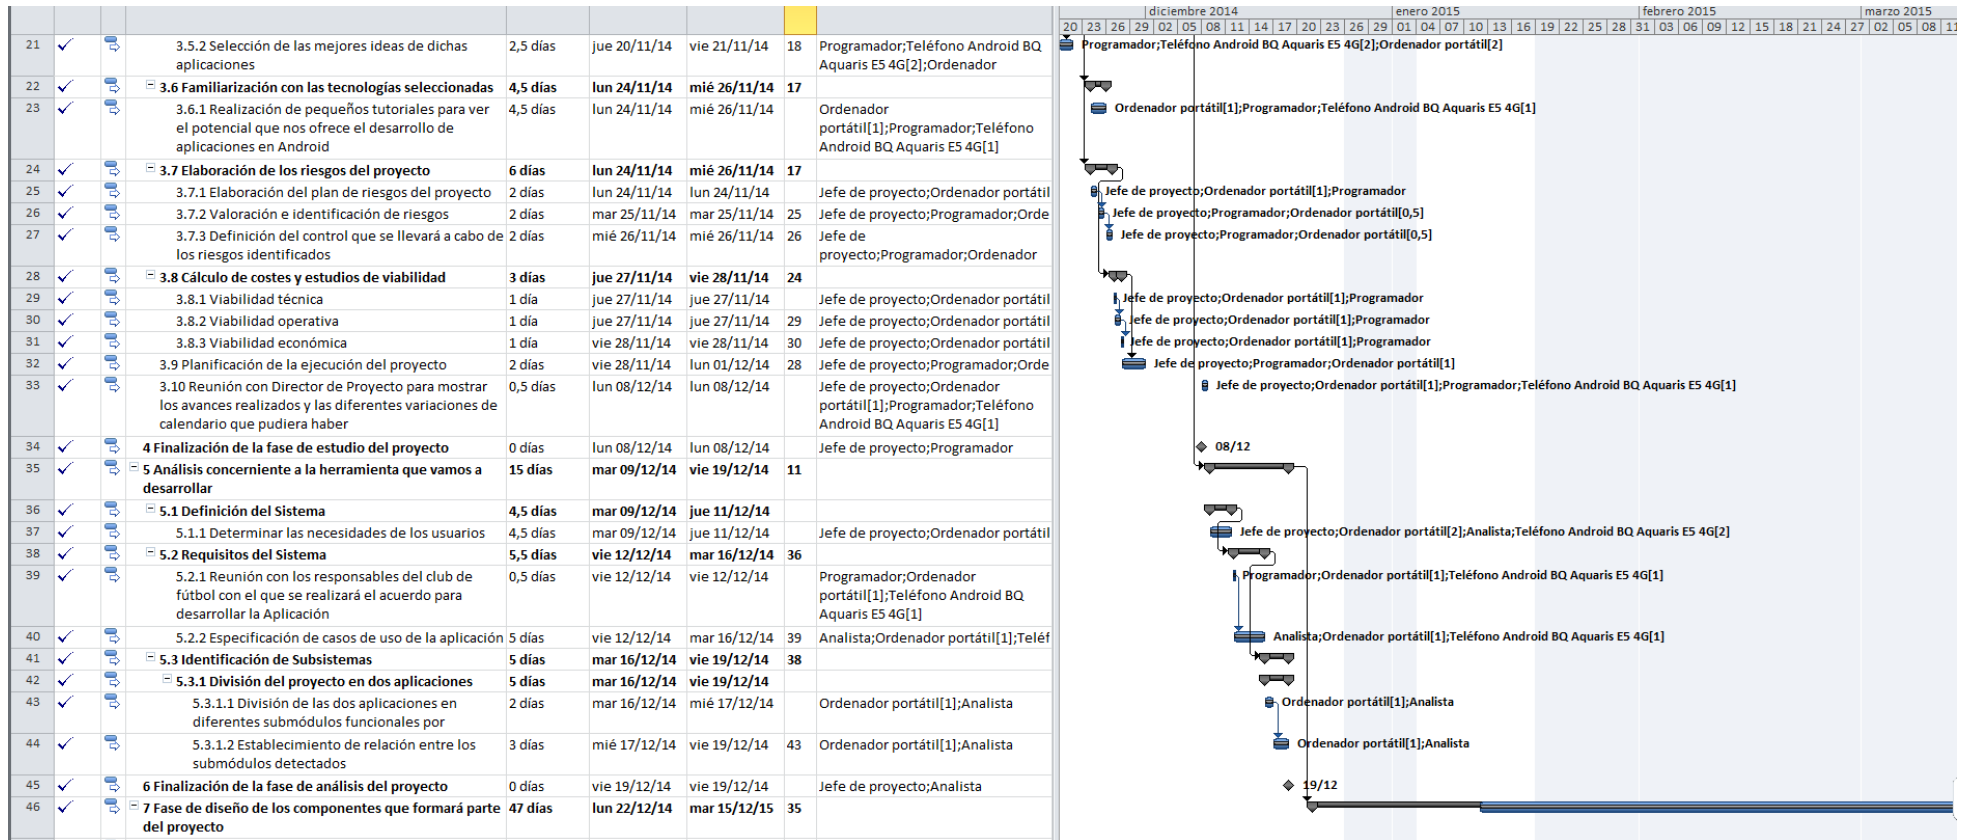 diciembre 2014 enero 2015 febrero 2015 marzo 2015
20 23 26 29 02 05 08 11 14 17 20 23 26 29 01 04 07 10 13 16 19 22 25 28 31 03 06 09 12 15 18 21 24 27 02 05 08 11
21 3.5.2 Selección de las mejores ideas de dichas 2,5 días jue 20/11/14 vie 21/11/14 18 Programador;Teléfono Android BQ Programador;Teléfono Android BQ Aquaris E5 4G[2];Ordenador portátil[2]
aplicaciones Aquaris E5 4G[2];Ordenador
22 3.6 Familiarización con las tecnologías seleccionadas 4,5 días lun 24/11/14 mié 26/11/14 17
23 3.6.1 Realización de pequeños tutoriales para ver 4,5 días lun 24/11/14 mié 26/11/14 Ordenador Ordenador portátil[1];Programador;Teléfono Android BQ Aquaris E5 4G[1]
el potencial que nos ofrece el desarrollo de portátil[1];Programador;Teléfono
aplicaciones en Android Android BQ Aquaris E5 4G[1]
24 3.7 Elaboración de los riesgos del proyecto 6 días lun 24/11/14 mié 26/11/14 17
25 3.7.1 Elaboración del plan de riesgos del proyecto 2 días lun 24/11/14 lun 24/11/14 Jefe de proyecto;Ordenador portátil Jefe de proyecto;Ordenador portátil[1];Programador
26 3.7.2 Valoración e identificación de riesgos 2 días mar 25/11/14 mar 25/11/14 25 Jefe de proyecto;Programador;Orde Jefe de proyecto;Programador;Ordenador portátil[0,5]
27 3.7.3 Definición del control que se llevará a cabo de 2 días mié 26/11/14 mié 26/11/14 26 Jefe de Jefe de proyecto;Programador;Ordenador portátil[0,5]
los riesgos identificados proyecto;Programador;Ordenador
28 3.8 Cálculo de costes y estudios de viabilidad 3 días jue 27/11/14 vie 28/11/14 24
29 3.8.1 Viabilidad técnica 1 día jue 27/11/14 jue 27/11/14 Jefe de proyecto;Ordenador portátil Jefe de proyecto;Ordenador portátil[1];Programador
30 3.8.2 Viabilidad operativa 1 día jue 27/11/14 jue 27/11/14 29 Jefe de proyecto;Ordenador portátil Jefe de proyecto;Ordenador portátil[1];Programador
31 3.8.3 Viabilidad económica 1 día vie 28/11/14 vie 28/11/14 30 Jefe de proyecto;Ordenador portátil Jefe de proyecto;Ordenador portátil[1];Programador
32 3.9 Planificación de la ejecución del proyecto 2 días vie 28/11/14 lun 01/12/14 28 Jefe de proyecto;Programador;Orde Jefe de proyecto;Programador;Ordenador portátil[1]
33 3.10 Reunión con Director de Proyecto para mostrar 0,5 días lun 08/12/14 lun 08/12/14 Jefe de proyecto;Ordenador Jefe de proyecto;Ordenador portátil[1];Programador;Teléfono Android BQ Aquaris E5 4G[1]
los avances realizados y las diferentes variaciones de portátil[1];Programador;Teléfono
calendario que pudiera haber Android BQ Aquaris E5 4G[1]
34 4 Finalización de la fase de estudio del proyecto 0 días lun 08/12/14 lun 08/12/14 Jefe de proyecto;Programador 08/12
35 5 Análisis concerniente a la herramienta que vamos a 15 días mar 09/12/14 vie 19/12/14 11
desarrollar
36 5.1 Definición del Sistema 4,5 días mar 09/12/14 jue 11/12/14
37 5.1.1 Determinar las necesidades de los usuarios 4,5 días mar 09/12/14 jue 11/12/14 Jefe de proyecto;Ordenador portátil Jefe de proyecto;Ordenador portátil[2];Analista;Teléfono Android BQ Aquaris E5 4G[2]
38 5.2 Requisitos del Sistema 5,5 días vie 12/12/14 mar 16/12/14 36
39 5.2.1 Reunión con los responsables del club de 0,5 días vie 12/12/14 vie 12/12/14 Programador;Ordenador Programador;Ordenador portátil[1];Teléfono Android BQ Aquaris E5 4G[1]
fútbol con el que se realizará el acuerdo para portátil[1];Teléfono Android BQ
desarrollar la Aplicación Aquaris E5 4G[1]
40 5.2.2 Especificación de casos de uso de la aplicación 5 días vie 12/12/14 mar 16/12/14 39 Analista;Ordenador portátil[1];Teléf Analista;Ordenador portátil[1];Teléfono Android BQ Aquaris E5 4G[1]
41 5.3 Identificación de Subsistemas 5 días mar 16/12/14 vie 19/12/14 38
42 5.3.1 División del proyecto en dos aplicaciones 5 días mar 16/12/14 vie 19/12/14
43 5.3.1.1 División de las dos aplicaciones en 2 días mar 16/12/14 mié 17/12/14 Ordenador portátil[1];Analista Ordenador portátil[1];Analista
diferentes submódulos funcionales por
44 5.3.1.2 Establecimiento de relación entre los 3 días mié 17/12/14 vie 19/12/14 43 Ordenador portátil[1];Analista Ordenador portátil[1];Analista
submódulos detectados
45 6 Finalización de la fase de análisis del proyecto 0 días vie 19/12/14 vie 19/12/14 Jefe de proyecto;Analista 19/12
46 7 Fase de diseño de los componentes que formará parte 47 días lun 22/12/14 mar 15/12/15 35
del proyecto